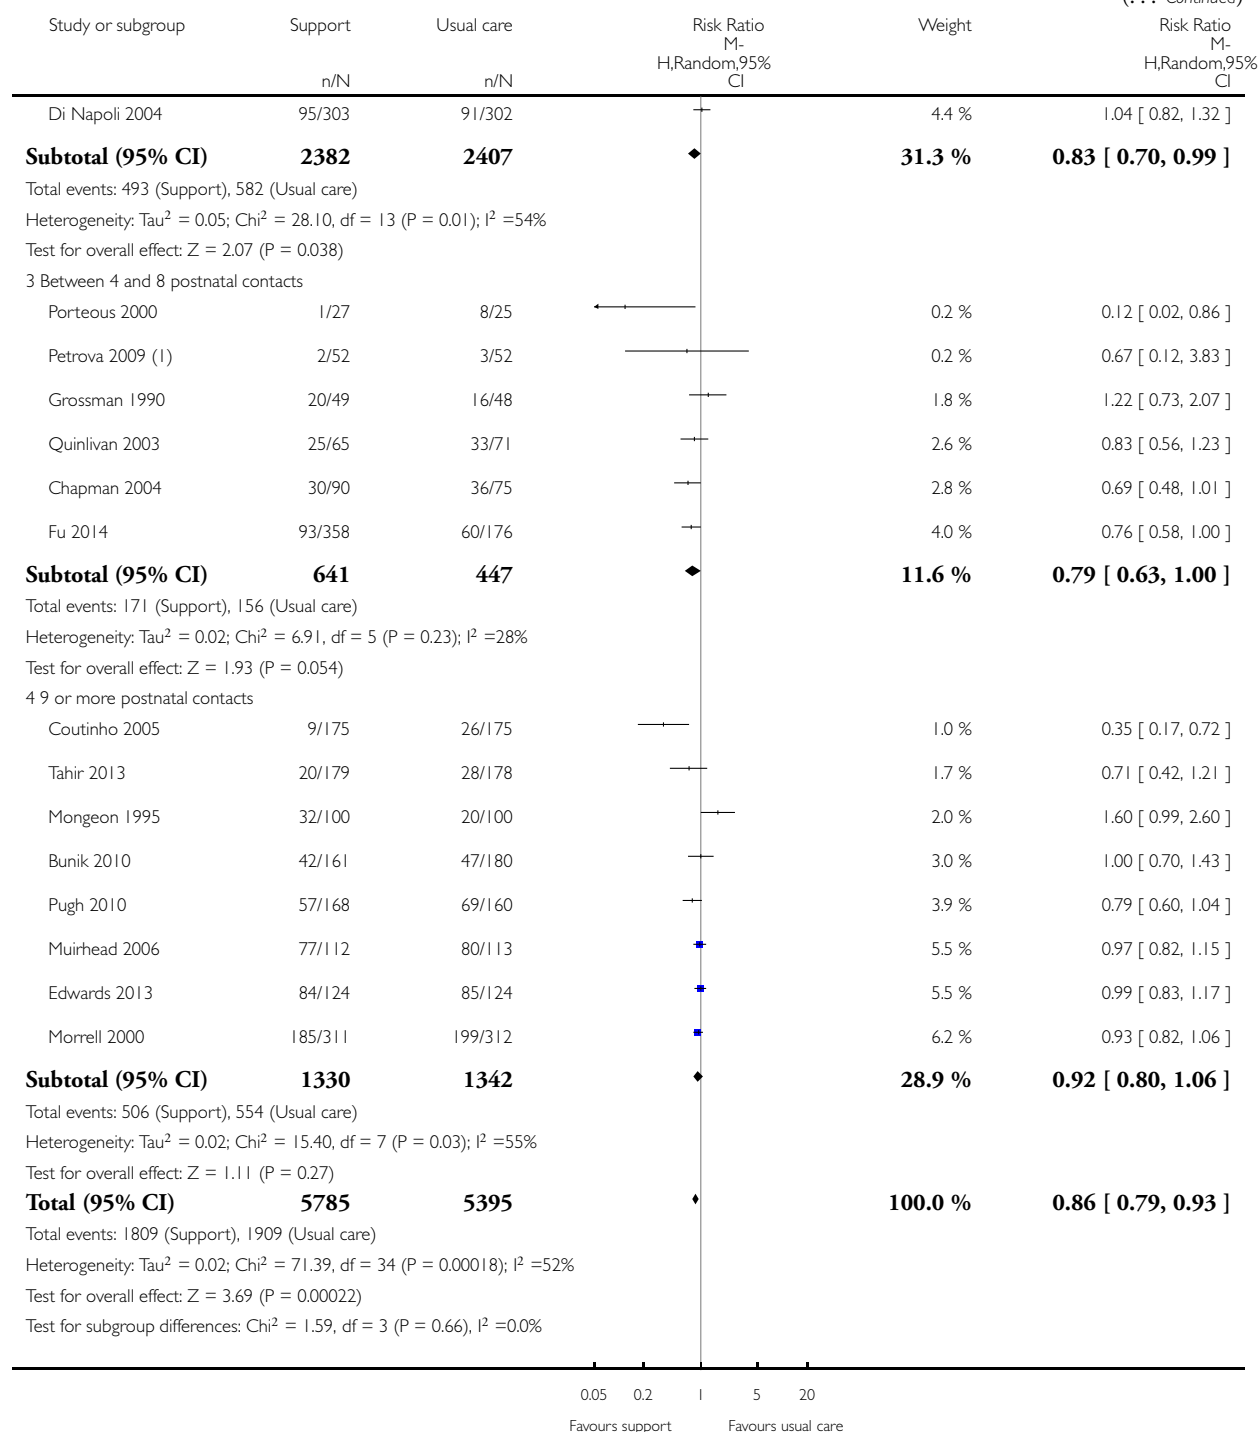 (... Continued)
Study or subgroup Support Usual care Risk Ratio Weight Risk Ratio
M- M-
H,Random,95% H,Random,95%
n/N n/N CI CI
Di Napoli 2004 95/303 91/302 4.4 % 1.04 [ 0.82, 1.32 ]
Subtotal (95% CI) 2382 2407 31.3 % 0.83 [ 0.70, 0.99 ]
Total events: 493 (Support), 582 (Usual care)
Heterogeneity: Tau² = 0.05; Chi² = 28.10, df = 13 (P = 0.01); I² =54%
Test for overall effect: Z = 2.07 (P = 0.038)
3 Between 4 and 8 postnatal contacts
Porteous 2000 1/27 8/25 0.2 % 0.12 [ 0.02, 0.86 ]
Petrova 2009 (1) 2/52 3/52 0.2 % 0.67 [ 0.12, 3.83 ]
Grossman 1990 20/49 16/48 1.8 % 1.22 [ 0.73, 2.07 ]
Quinlivan 2003 25/65 33/71 2.6 % 0.83 [ 0.56, 1.23 ]
Chapman 2004 30/90 36/75 2.8 % 0.69 [ 0.48, 1.01 ]
Fu 2014 93/358 60/176 4.0 % 0.76 [ 0.58, 1.00 ]
Subtotal (95% CI) 641 447 11.6 % 0.79 [ 0.63, 1.00 ]
Total events: 171 (Support), 156 (Usual care)
Heterogeneity: Tau² = 0.02; Chi² = 6.91, df = 5 (P = 0.23); I² =28%
Test for overall effect: Z = 1.93 (P = 0.054)
4 9 or more postnatal contacts
Coutinho 2005 9/175 26/175 1.0 % 0.35 [ 0.17, 0.72 ]
Tahir 2013 20/179 28/178 1.7 % 0.71 [ 0.42, 1.21 ]
Mongeon 1995 32/100 20/100 2.0 % 1.60 [ 0.99, 2.60 ]
Bunik 2010 42/161 47/180 3.0 % 1.00 [ 0.70, 1.43 ]
Pugh 2010 57/168 69/160 3.9 % 0.79 [ 0.60, 1.04 ]
Muirhead 2006 77/112 80/113 5.5 % 0.97 [ 0.82, 1.15 ]
Edwards 2013 84/124 85/124 5.5 % 0.99 [ 0.83, 1.17 ]
Morrell 2000 185/311 199/312 6.2 % 0.93 [ 0.82, 1.06 ]
Subtotal (95% CI) 1330 1342 28.9 % 0.92 [ 0.80, 1.06 ]
Total events: 506 (Support), 554 (Usual care)
Heterogeneity: Tau² = 0.02; Chi² = 15.40, df = 7 (P = 0.03); I² =55%
Test for overall effect: Z = 1.11 (P = 0.27)
Total (95% CI) 5785 5395 100.0 % 0.86 [ 0.79, 0.93 ]
Total events: 1809 (Support), 1909 (Usual care)
Heterogeneity: Tau² = 0.02; Chi² = 71.39, df = 34 (P = 0.00018); I² =52%
Test for overall effect: Z = 3.69 (P = 0.00022)
Test for subgroup differences: Chi² = 1.59, df = 3 (P = 0.66), I² =0.0%
0.05 0.2 1 5 20
Favours support Favours usual care